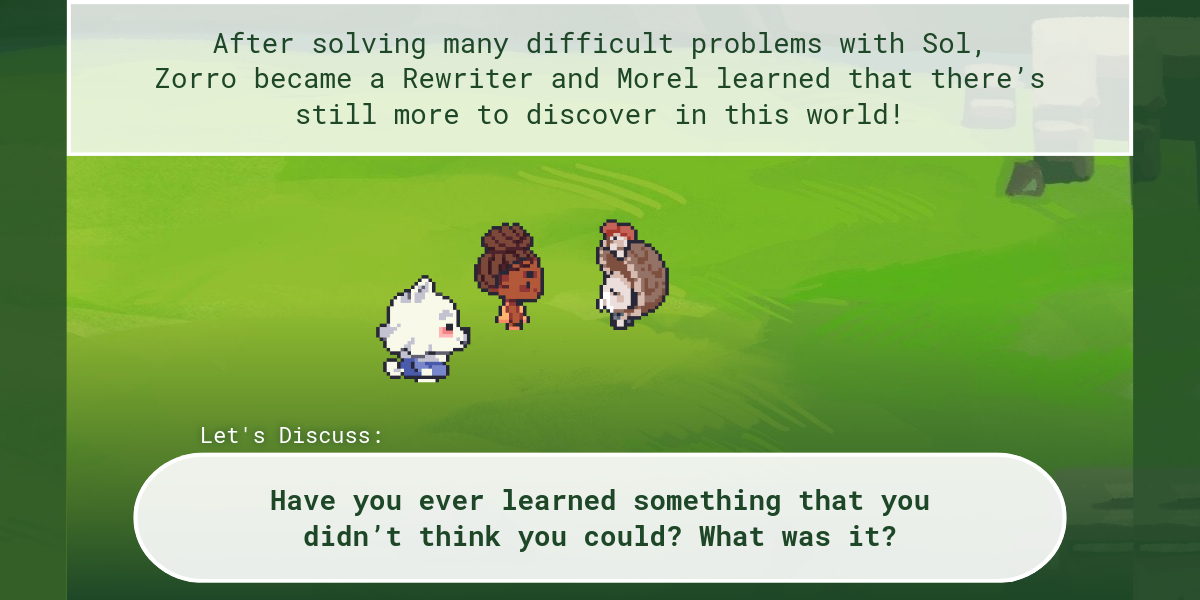 After solving many difficult problems with Sol,
Zorro became a Rewriter and Morel learned that there’s
still more to discover in this world!
Let's Discuss:
Have you ever learned something that you
didn’t think you could? What was it?